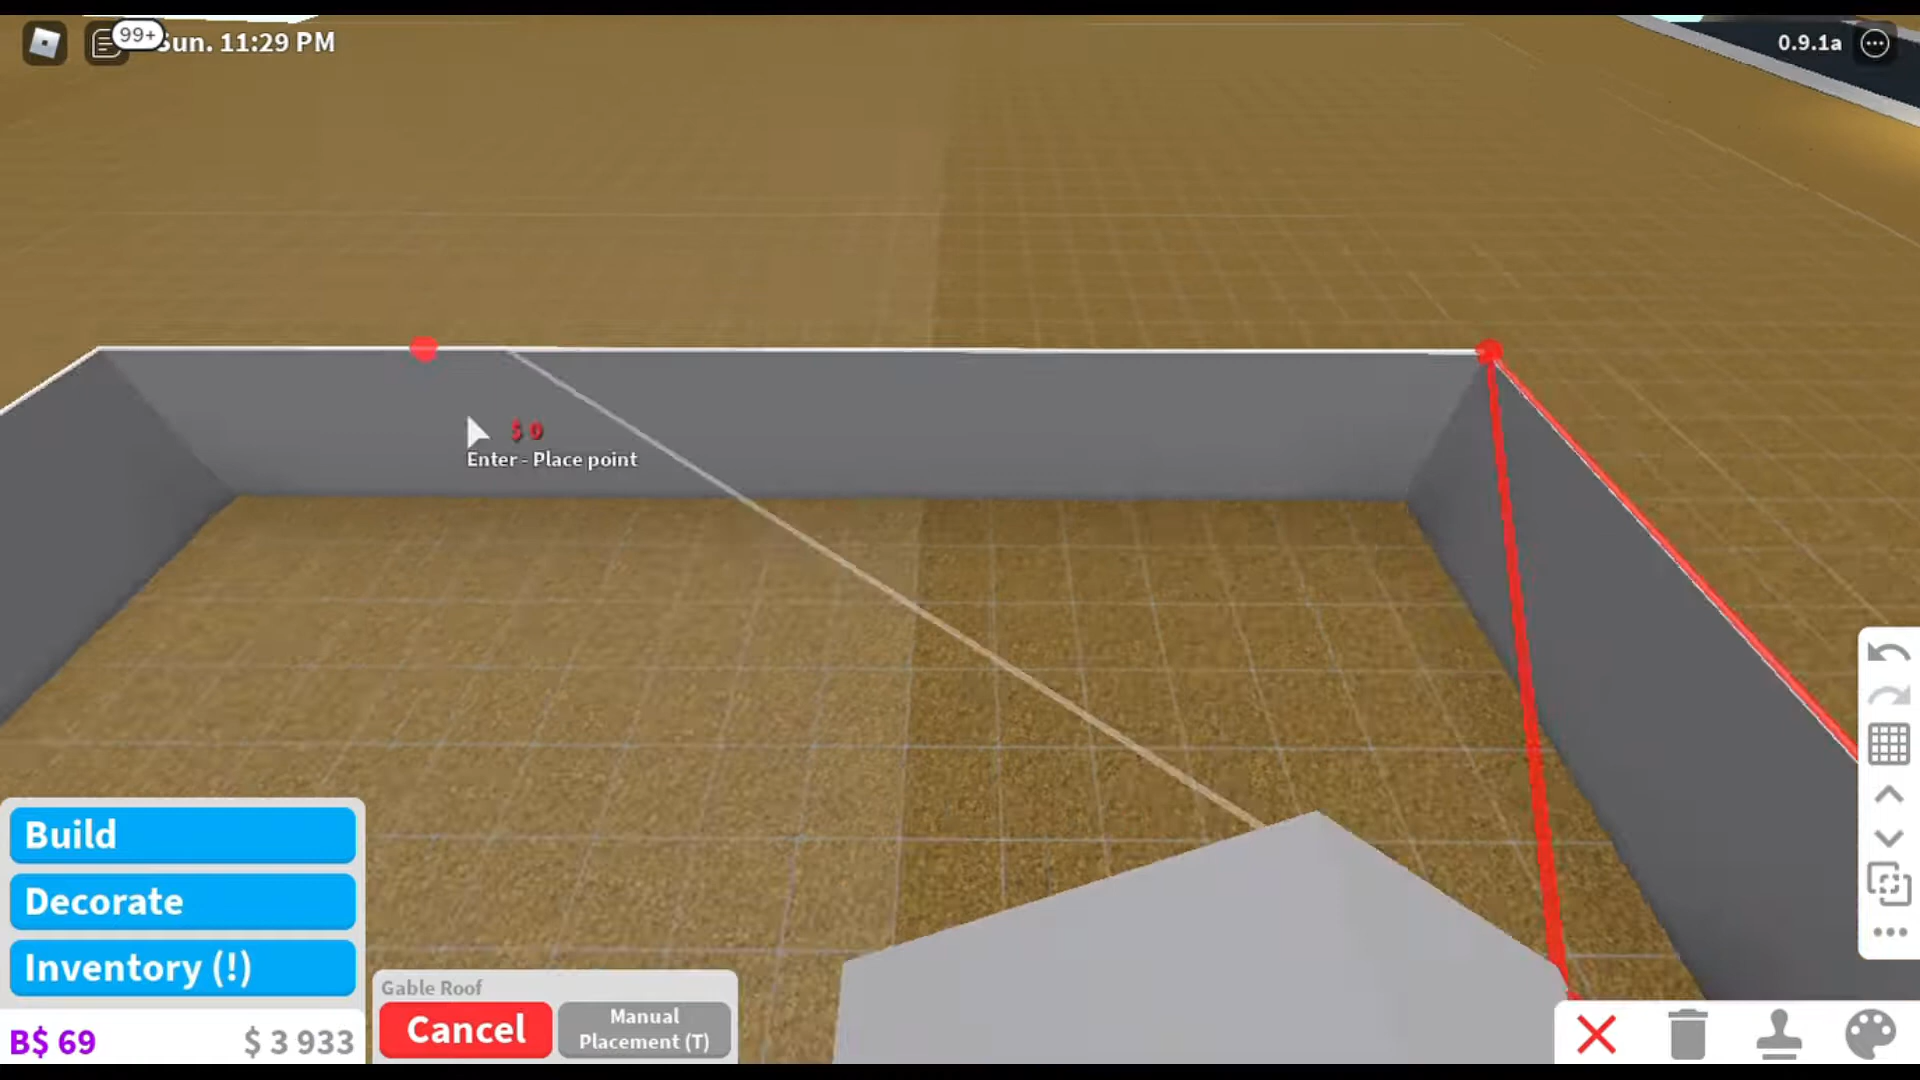 99+
Sun. 11:29 PM
0.9.1a
$ 0
Enter - Place point
Build
Decorate
Inventory (!)
B$ 69
$ 3 933
Gable Roof
Cancel
Manual
Placement (T)